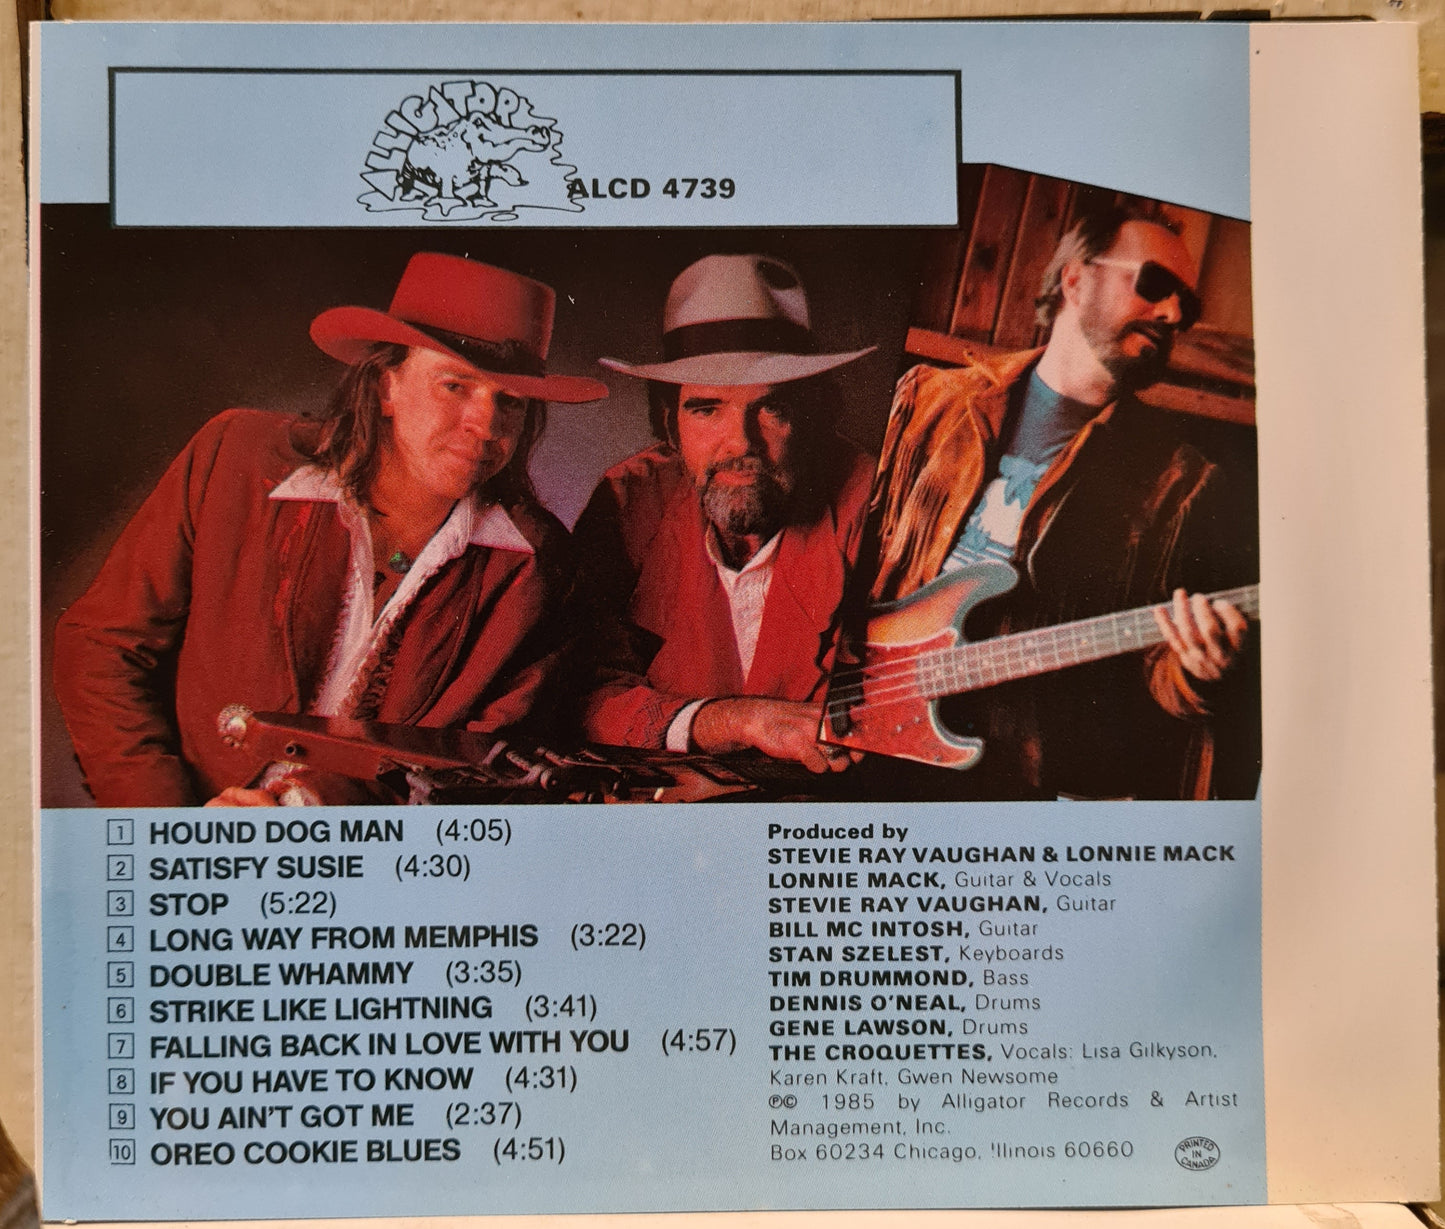 ALLIGATOR
ALCD 4739
1 HOUND DOG MAN (4:05)
2 SATISFY SUSIE (4:30)
3 STOP (5:22)
4 LONG WAY FROM MEMPHIS (3:22)
5 DOUBLE WHAMMY (3:35)
6 STRIKE LIKE LIGHTNING (3:41)
7 FALLING BACK IN LOVE WITH YOU (4:57)
8 IF YOU HAVE TO KNOW (4:31)
9 YOU AIN'T GOT ME (2:37)
10 OREO COOKIE BLUES (4:51)
Produced by
STEVIE RAY VAUGHAN & LONNIE MACK
LONNIE MACK, Guitar & Vocals
STEVIE RAY VAUGHAN, Guitar
BILL MC INTOSH, Guitar
STAN SZELEST, Keyboards
TIM DRUMMOND, Bass
DENNIS O'NEAL, Drums
GENE LAWSON, Drums
THE CROQUETTES, Vocals: Lisa Gilkyson,
Karen Kraft, Gwen Newsome
℗© 1985 by Alligator Records & Artist
Management, Inc.
Box 60234 Chicago, Illinois 60660
PRINTED
IN
CANADA